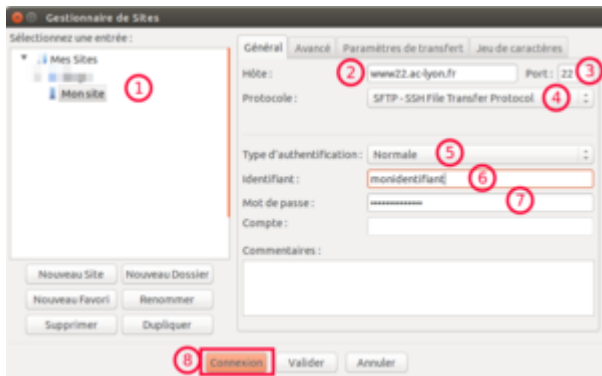 Gestionnaire de Sites
Sélectionnez une entrée :
Mes Sites
Mon site
1
Général Avancé Paramètres de transfert Jeu de caractères
Hôte : 2 www22.ac-lyon.fr Port : 22 3
Protocole : SFTP - SSH File Transfer Protocol 4
Type d'authentification : Normale 5
Identifiant : monidentifiant 6
Mot de passe : 7
Compte :
Commentaires :
Nouveau Site Nouveau Dossier
Nouveau Favori Renommer
Supprimer Dupliquer
8 Connexion Valider Annuler